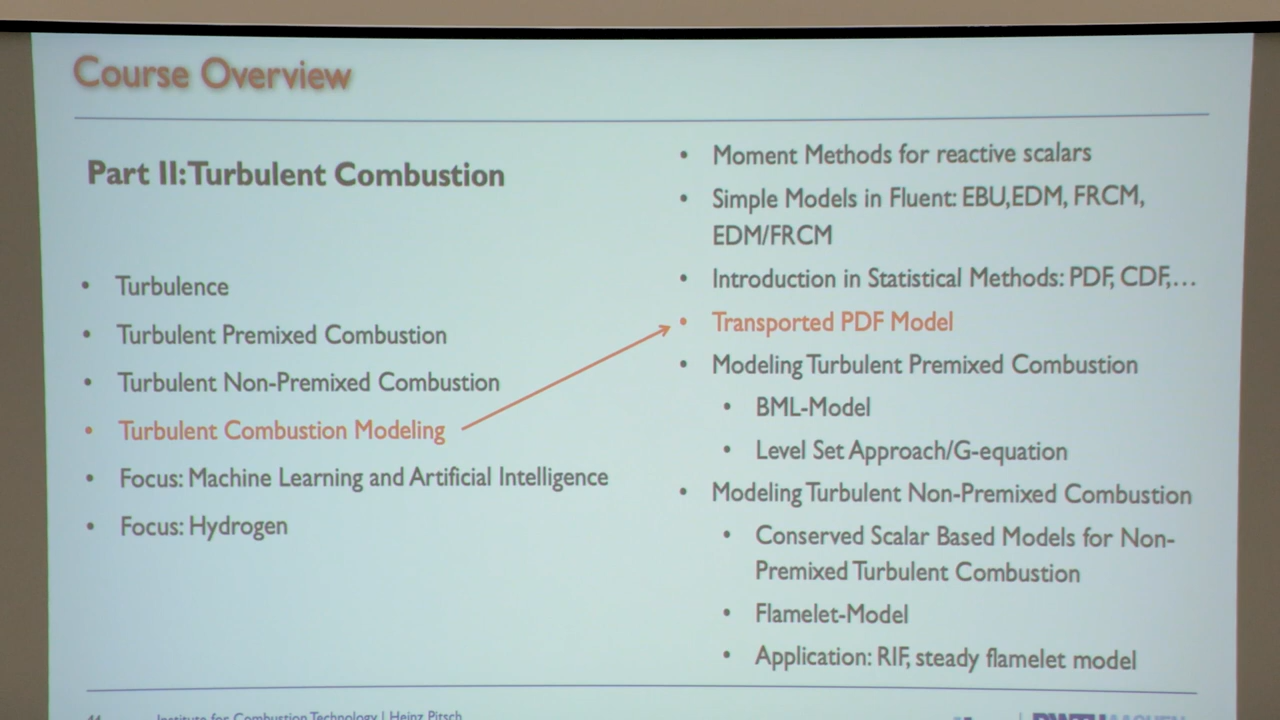 Course Overview
Part II: Turbulent Combustion
• Turbulence
• Turbulent Premixed Combustion
• Turbulent Non-Premixed Combustion
• Turbulent Combustion Modeling
• Focus: Machine Learning and Artificial Intelligence
• Focus: Hydrogen
• Moment Methods for reactive scalars
• Simple Models in Fluent: EBU,EDM, FRCM,
EDM/FRCM
• Introduction in Statistical Methods: PDF, CDF,…
• Transported PDF Model
• Modeling Turbulent Premixed Combustion
• BML-Model
• Level Set Approach/G-equation
• Modeling Turbulent Non-Premixed Combustion
• Conserved Scalar Based Models for Non-
Premixed Turbulent Combustion
• Flamelet-Model
• Application: RIF, steady flamelet model
Institute for Combustion Technology | Heinz Pitsch